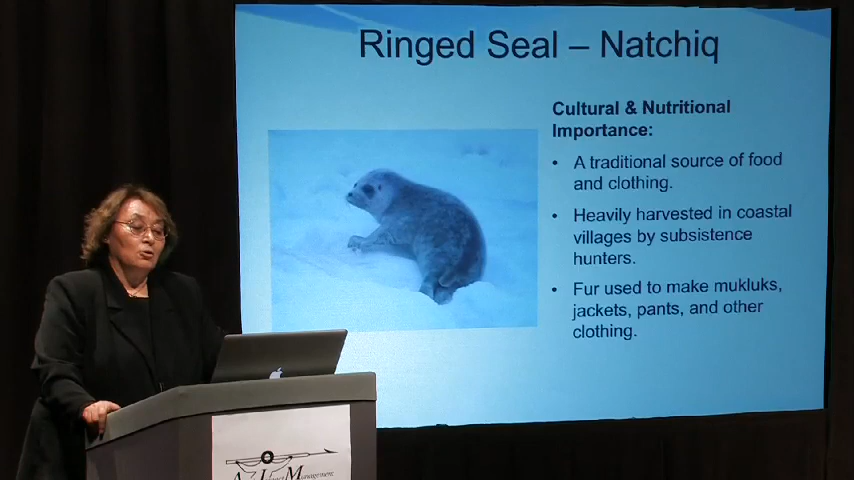 Ringed Seal – Natchiq
Cultural & Nutritional
Importance:
• A traditional source of food
and clothing.
• Heavily harvested in coastal
villages by subsistence
hunters.
• Fur used to make mukluks,
jackets, pants, and other
clothing.
Management